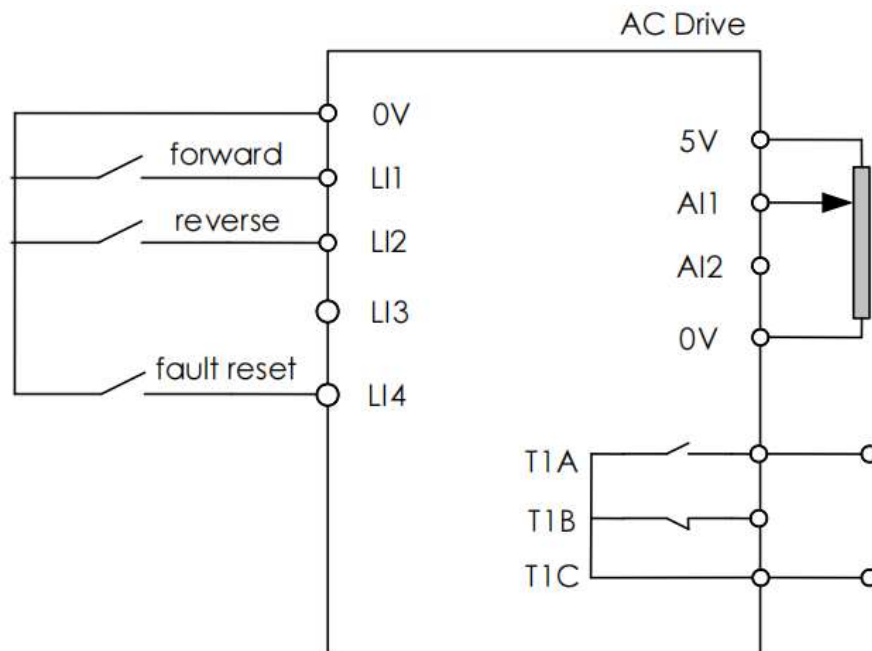 AC Drive
0V
forward
LI1
reverse
LI2
LI3
fault reset
LI4
5V
AI1
AI2
0V
T1A
T1B
T1C